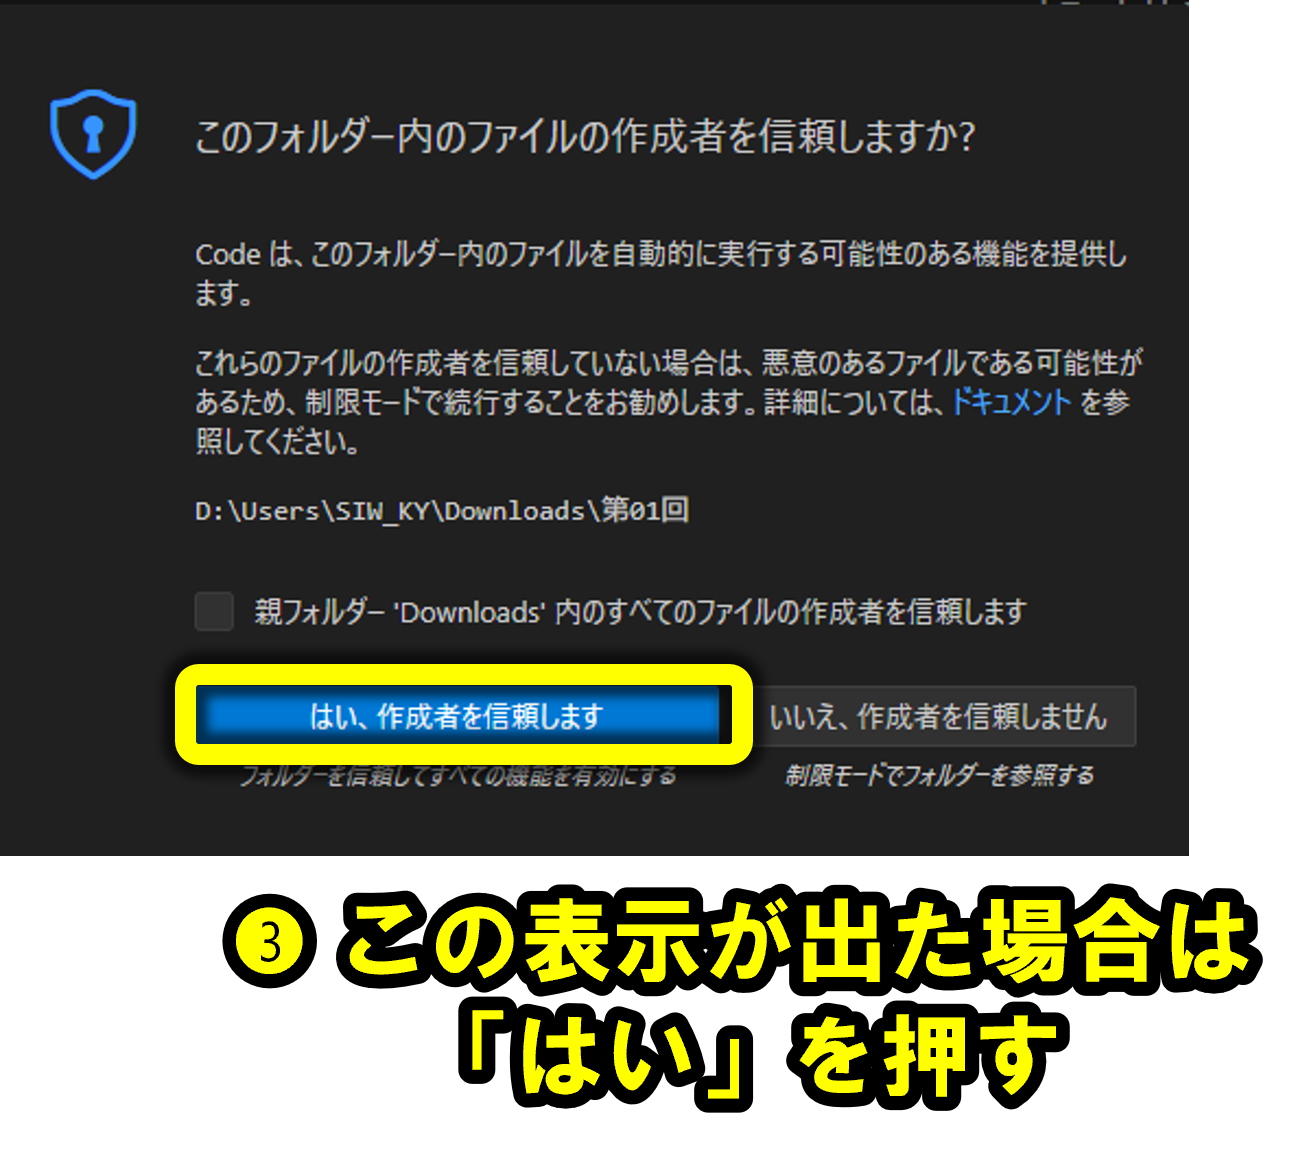 このフォルダー内のファイルの作成者を信頼しますか?
Code は、このフォルダー内のファイルを自動的に実行する可能性のある機能を提供し
ます。
これらのファイルの作成者を信頼していない場合は、悪意のあるファイルである可能性が
あるため、制限モードで続行することをお勧めします。詳細については、ドキュメント を参
照してください。
D:\Users\SIW_KY\Downloads\第01回
親フォルダー 'Downloads' 内のすべてのファイルの作成者を信頼します
はい、作成者を信頼します
いいえ、作成者を信頼しません
フォルダーを信頼してすべての機能を有効にする
制限モードでフォルダーを参照する
❸ この表示が出た場合は
「はい」を押す